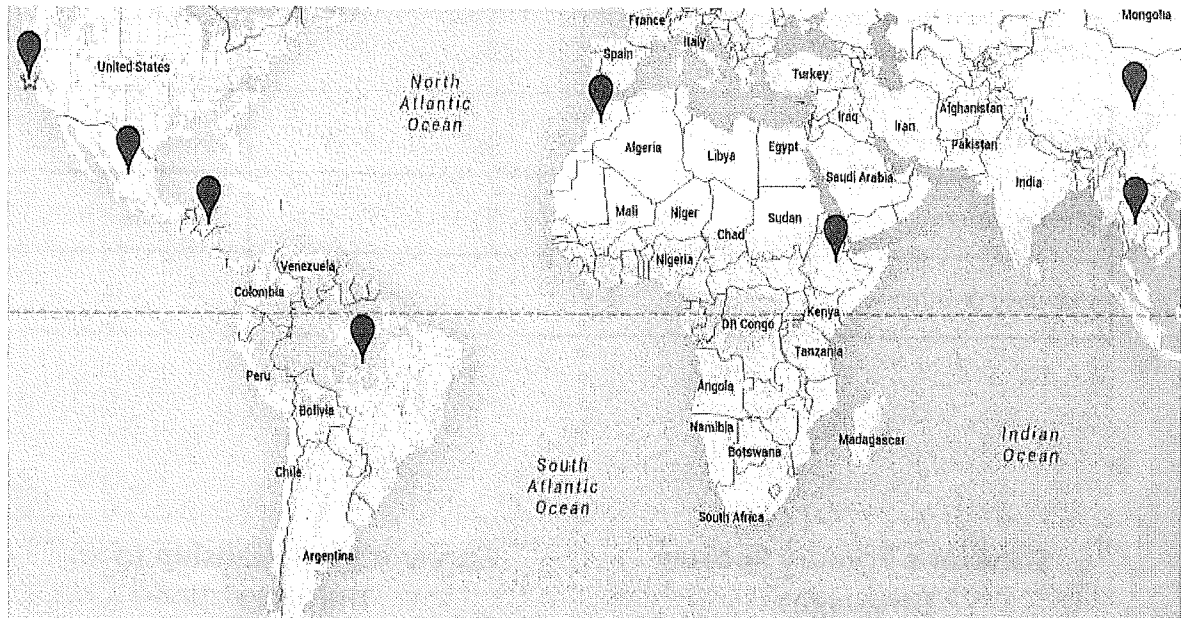 France
Mongolia
Italy
Spain
United States
North
Atlantic
Ocean
Turkey
Afghanistan
Iraq
Iran
Pakistan
Algeria
Libya
Egypt
Saudi Arabia
India
Mali
Niger
Chad
Sudan
Nigeria
Venezuela
Colombia
Kenya
DR Congo
Tanzania
Peru
Angola
Bolivia
Namibia
Botswana
Madagascar
Indian
Ocean
Chile
South
Atlantic
Ocean
South Africa
Argentina